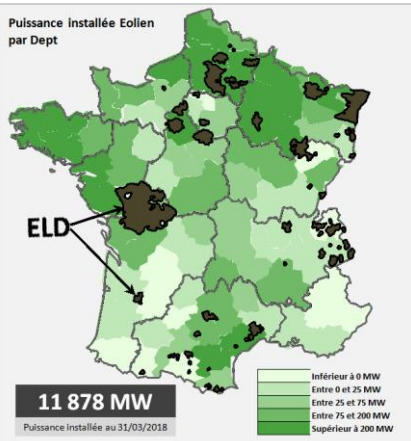 Puissance installée Eolien
par Dept
ELD
11 878 MW
Puissance installée au 31/03/2018
Inférieur à 0 MW
Entre 0 et 25 MW
Entre 25 et 75 MW
Entre 75 et 200 MW
Supérieur à 200 MW